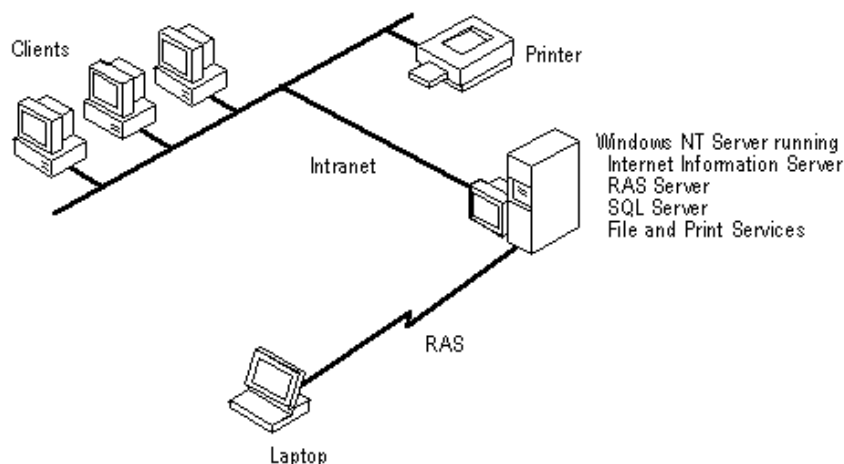 Clients
Printer
Windows NT Server running
Internet Information Server
RAS Server
SQL Server
File and Print Services
Intranet
RAS
Laptop